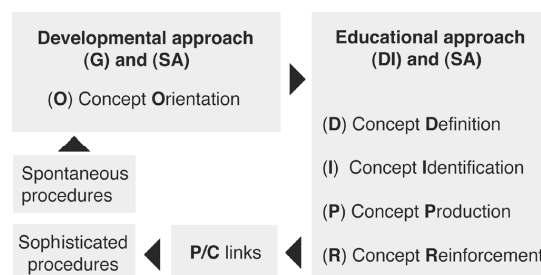 Developmental approach
(G) and (SA)
(O) Concept Orientation
Spontaneous
procedures
Sophisticated
procedures
P/C links
Educational approach
(DI) and (SA)
(D) Concept Definition
(I) Concept Identification
(P) Concept Production
(R) Concept Reinforcement